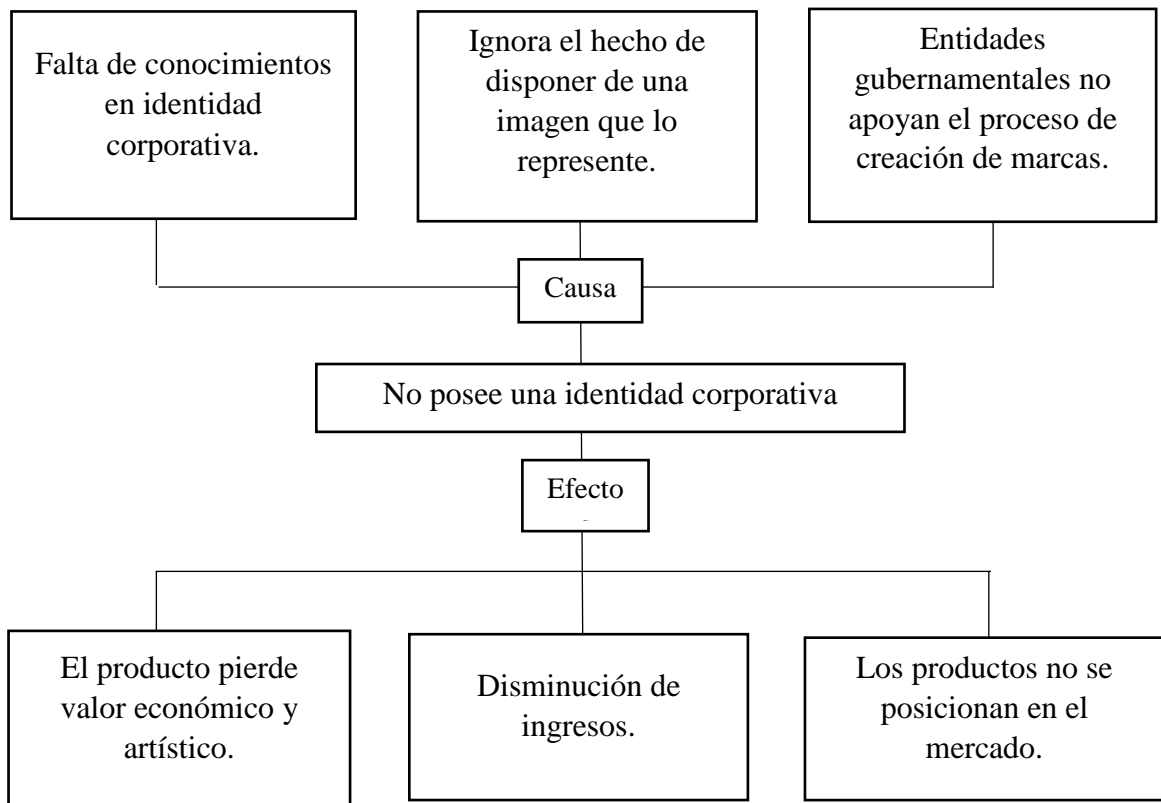 Falta de conocimientos
en identidad
corporativa.
Ignora el hecho de
disponer de una
imagen que lo
represente.
Entidades
gubernamentales no
apoyan el proceso de
creación de marcas.
Causa
No posee una identidad corporativa
Efecto
El producto pierde
valor económico y
artístico.
Disminución de
ingresos.
Los productos no se
posicionan en el
mercado.